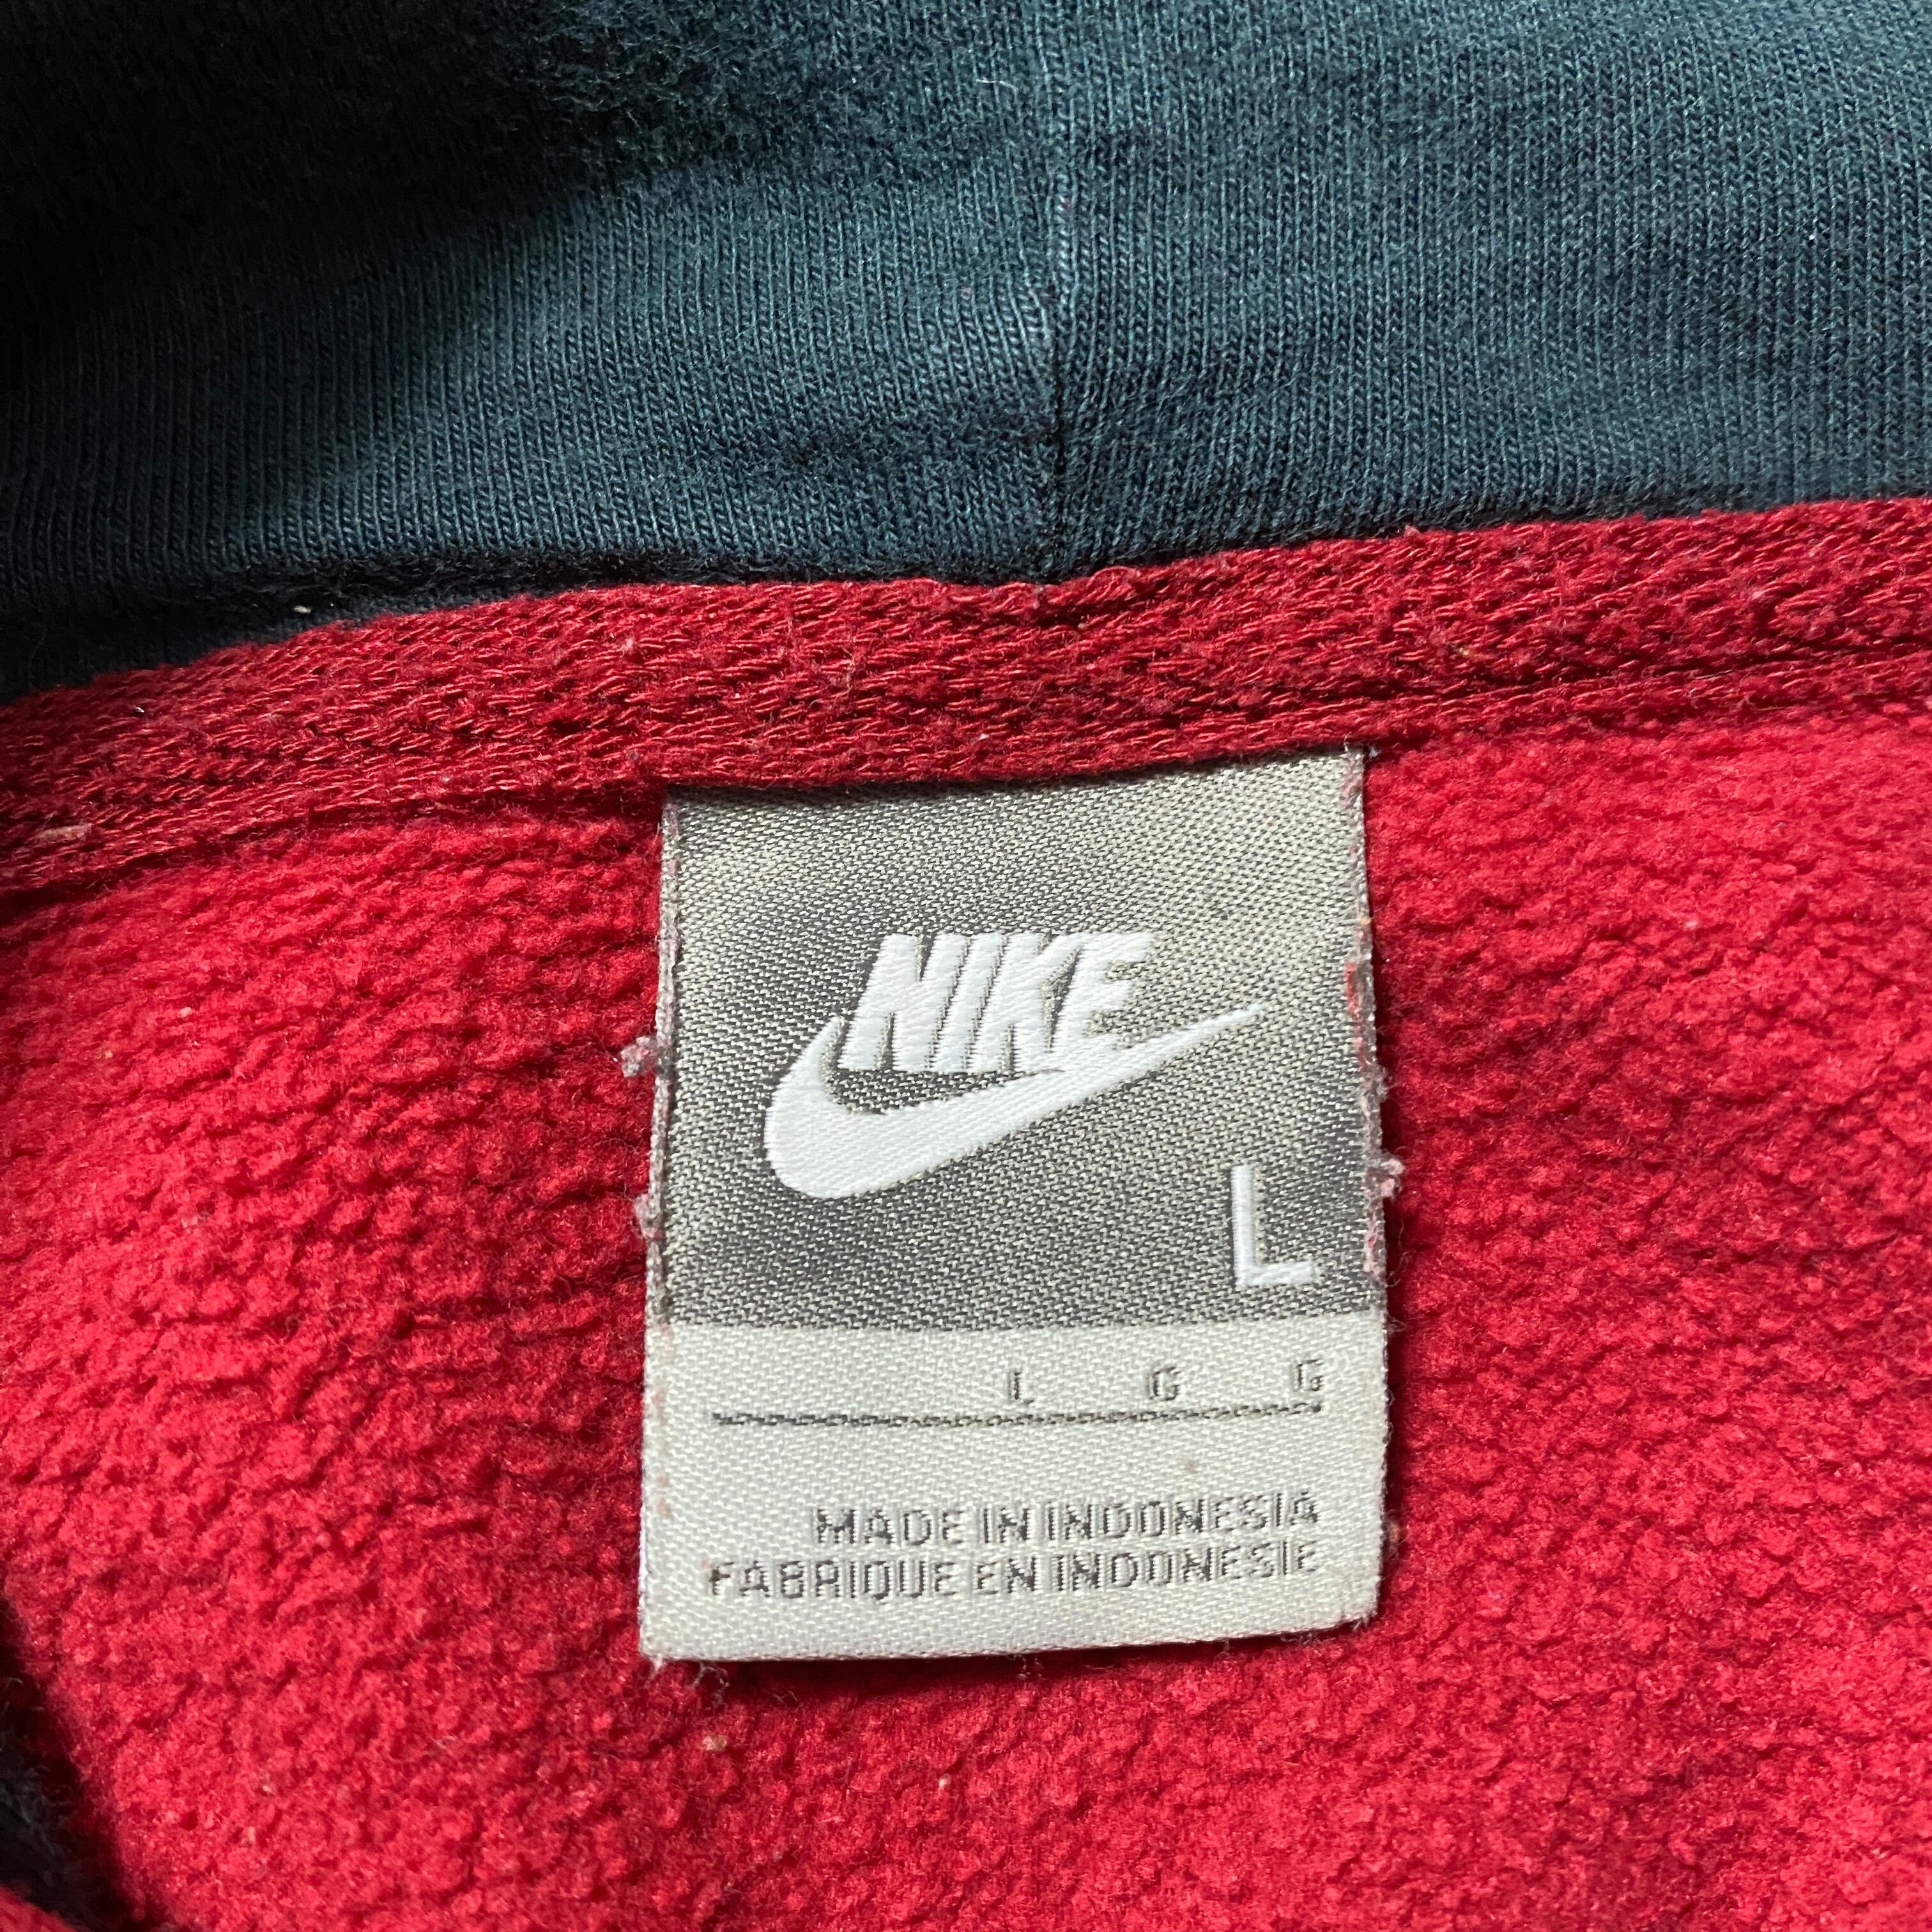 NIKE
L
L G G
MADE IN INDONESIA
FABRIQUE EN INDONESIE